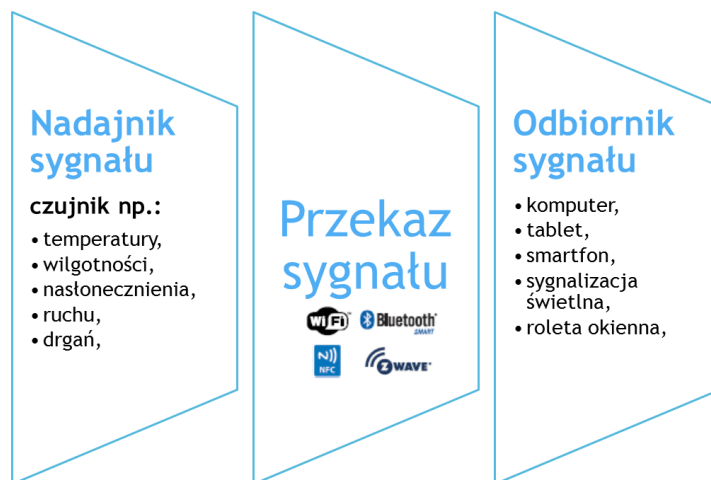 Nadajnik
sygnału
czujnik np.:
• temperatury,
• wilgotności,
• nasłonecznienia,
• ruchu,
• drgań,
Przekaz
sygnału
WiFi Bluetooth
SMART
N))
NFC
Z WAVE
Odbiornik
sygnału
• komputer,
• tablet,
• smartfon,
• sygnalizacja
świetlna,
• roleta okienna,